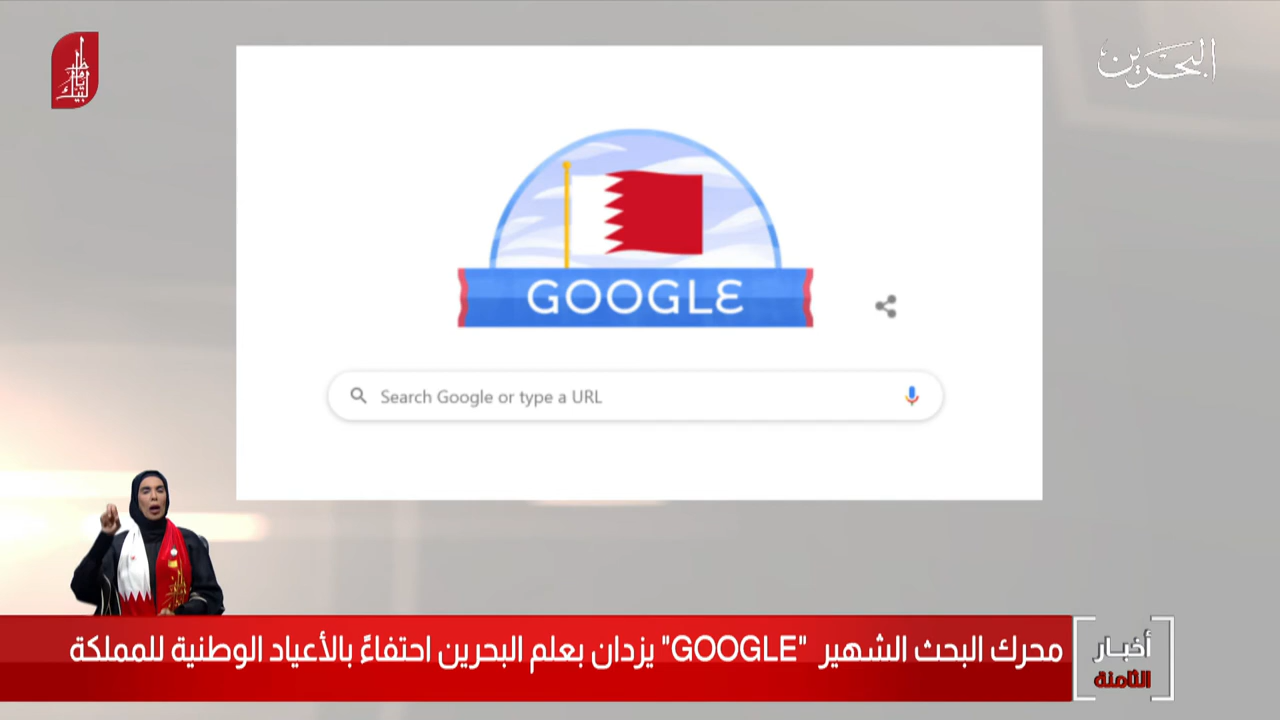 البحرين
GOOGLE
Search Google or type a URL
محرك البحث الشهير "GOOGLE" يزدان بعلم البحرين احتفاءً بالأعياد الوطنية للمملكة
أخبار
الثامنة